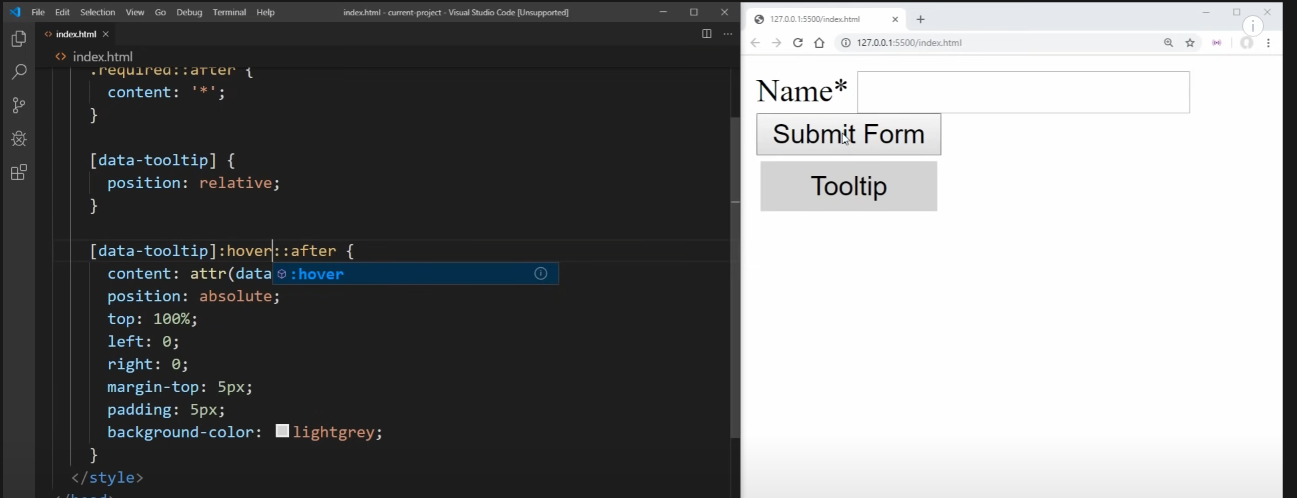 File Edit Selection View Go Debug Terminal Help index.html - current-project - Visual Studio Code [Unsupported]
<> index.html ×
<> index.html
.required::after {
content: '*';
}
[data-tooltip] {
position: relative;
}
[data-tooltip]:hover::after {
content: attr(data
:hover
position: absolute;
top: 100%;
left: 0;
right: 0;
margin-top: 5px;
padding: 5px;
background-color: lightgrey;
}
</style>
</head>
127.0.0.1:5500/index.html
127.0.0.1:5500/index.html
Name*
Submit Form
Tooltip